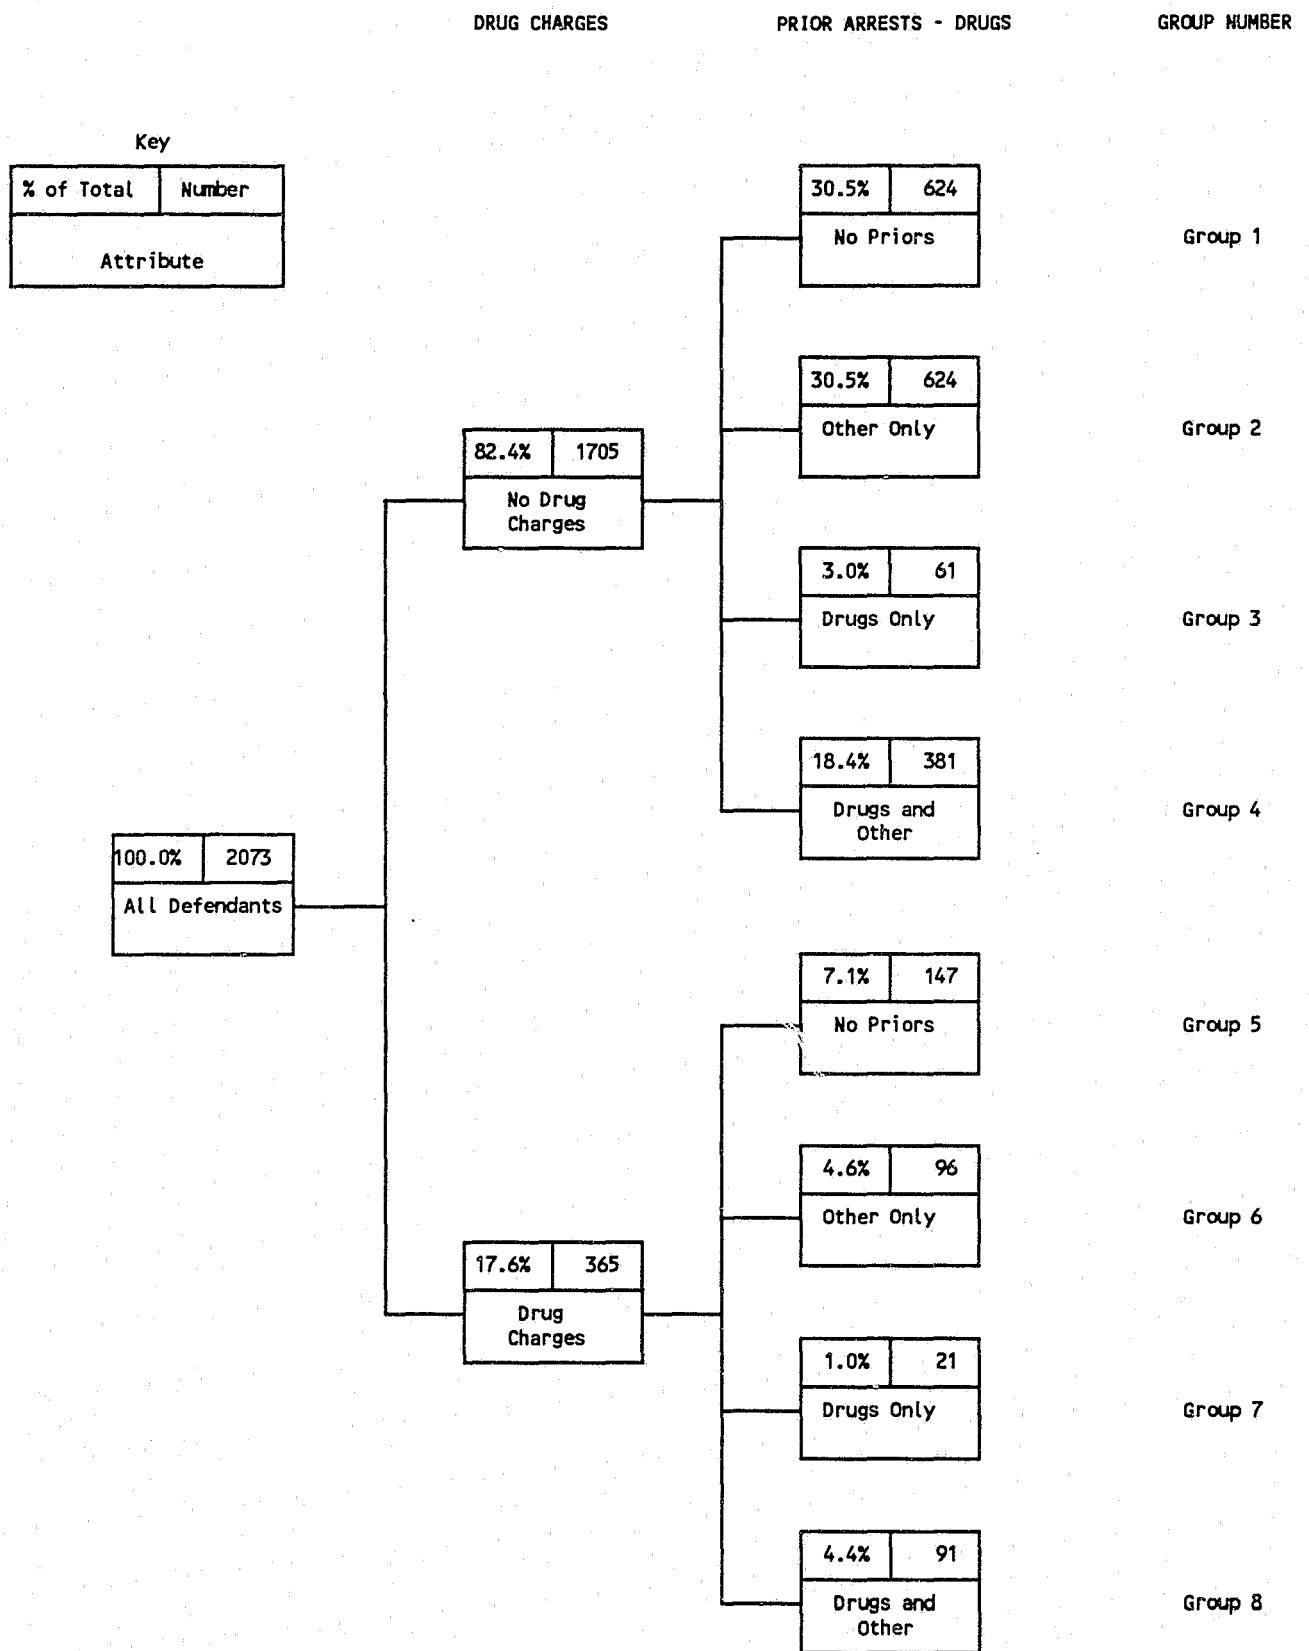 DRUG CHARGES PRIOR ARRESTS - DRUGS GROUP NUMBER
Key
% of Total Number
Attribute
30.5% 624
No Priors
Group 1
30.5% 624
Other Only
Group 2
82.4% 1705
No Drug
Charges
3.0% 61
Drugs Only
Group 3
18.4% 381
Drugs and
Other
Group 4
100.0% 2073
All Defendants
7.1% 147
No Priors
Group 5
4.6% 96
Other Only
Group 6
17.6% 365
Drug
Charges
1.0% 21
Drugs Only
Group 7
4.4% 91
Drugs and
Other
Group 8